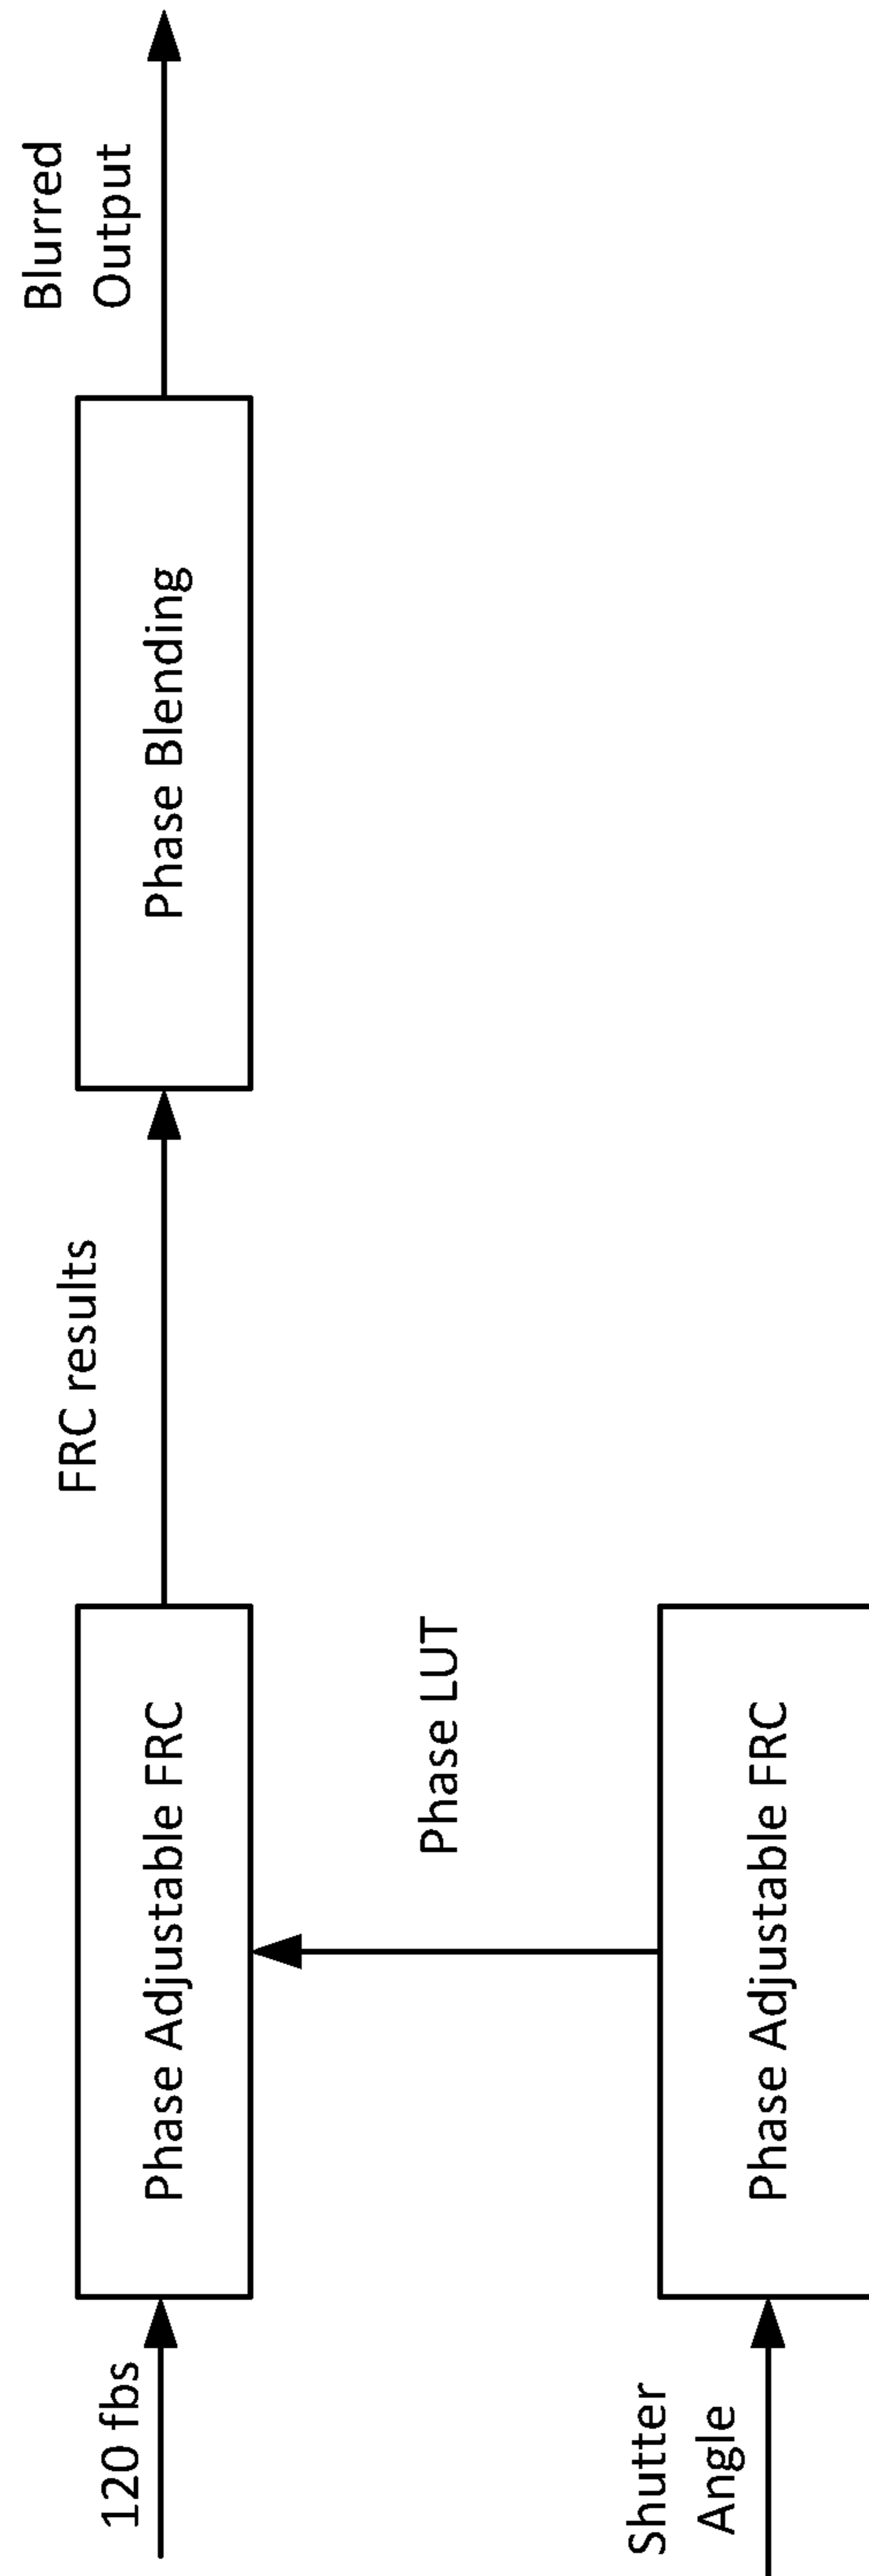 120 fbs
Phase Adjustable FRC
FRC results
Phase Blending
Blurred
Output
Phase LUT
Shutter
Angle
Phase Adjustable FRC